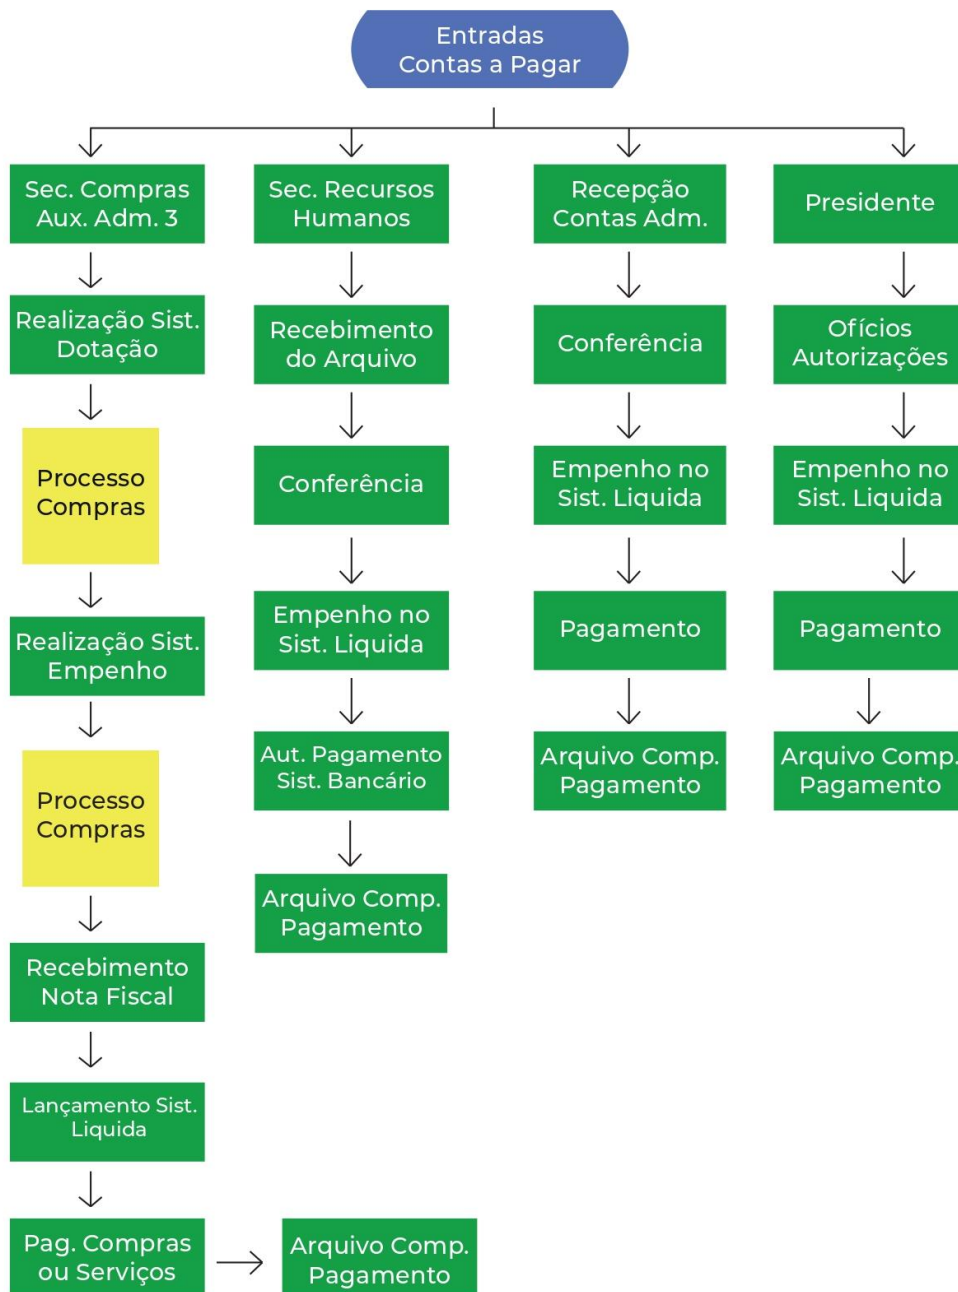 Entradas
Contas a Pagar
Sec. Compras
Aux. Adm. 3
Realização Sist.
Dotação
Processo
Compras
Realização Sist.
Empenho
Processo
Compras
Recebimento
Nota Fiscal
Lançamento Sist.
Liquida
Pag. Compras
ou Serviços
Arquivo Comp.
Pagamento
Sec. Recursos
Humanos
Recebimento
do Arquivo
Conferência
Empenho no
Sist. Liquida
Aut. Pagamento
Sist. Bancário
Arquivo Comp.
Pagamento
Recepção
Contas Adm.
Conferência
Empenho no
Sist. Liquida
Pagamento
Arquivo Comp.
Pagamento
Presidente
Ofícios
Autorizações
Empenho no
Sist. Liquida
Pagamento
Arquivo Comp.
Pagamento